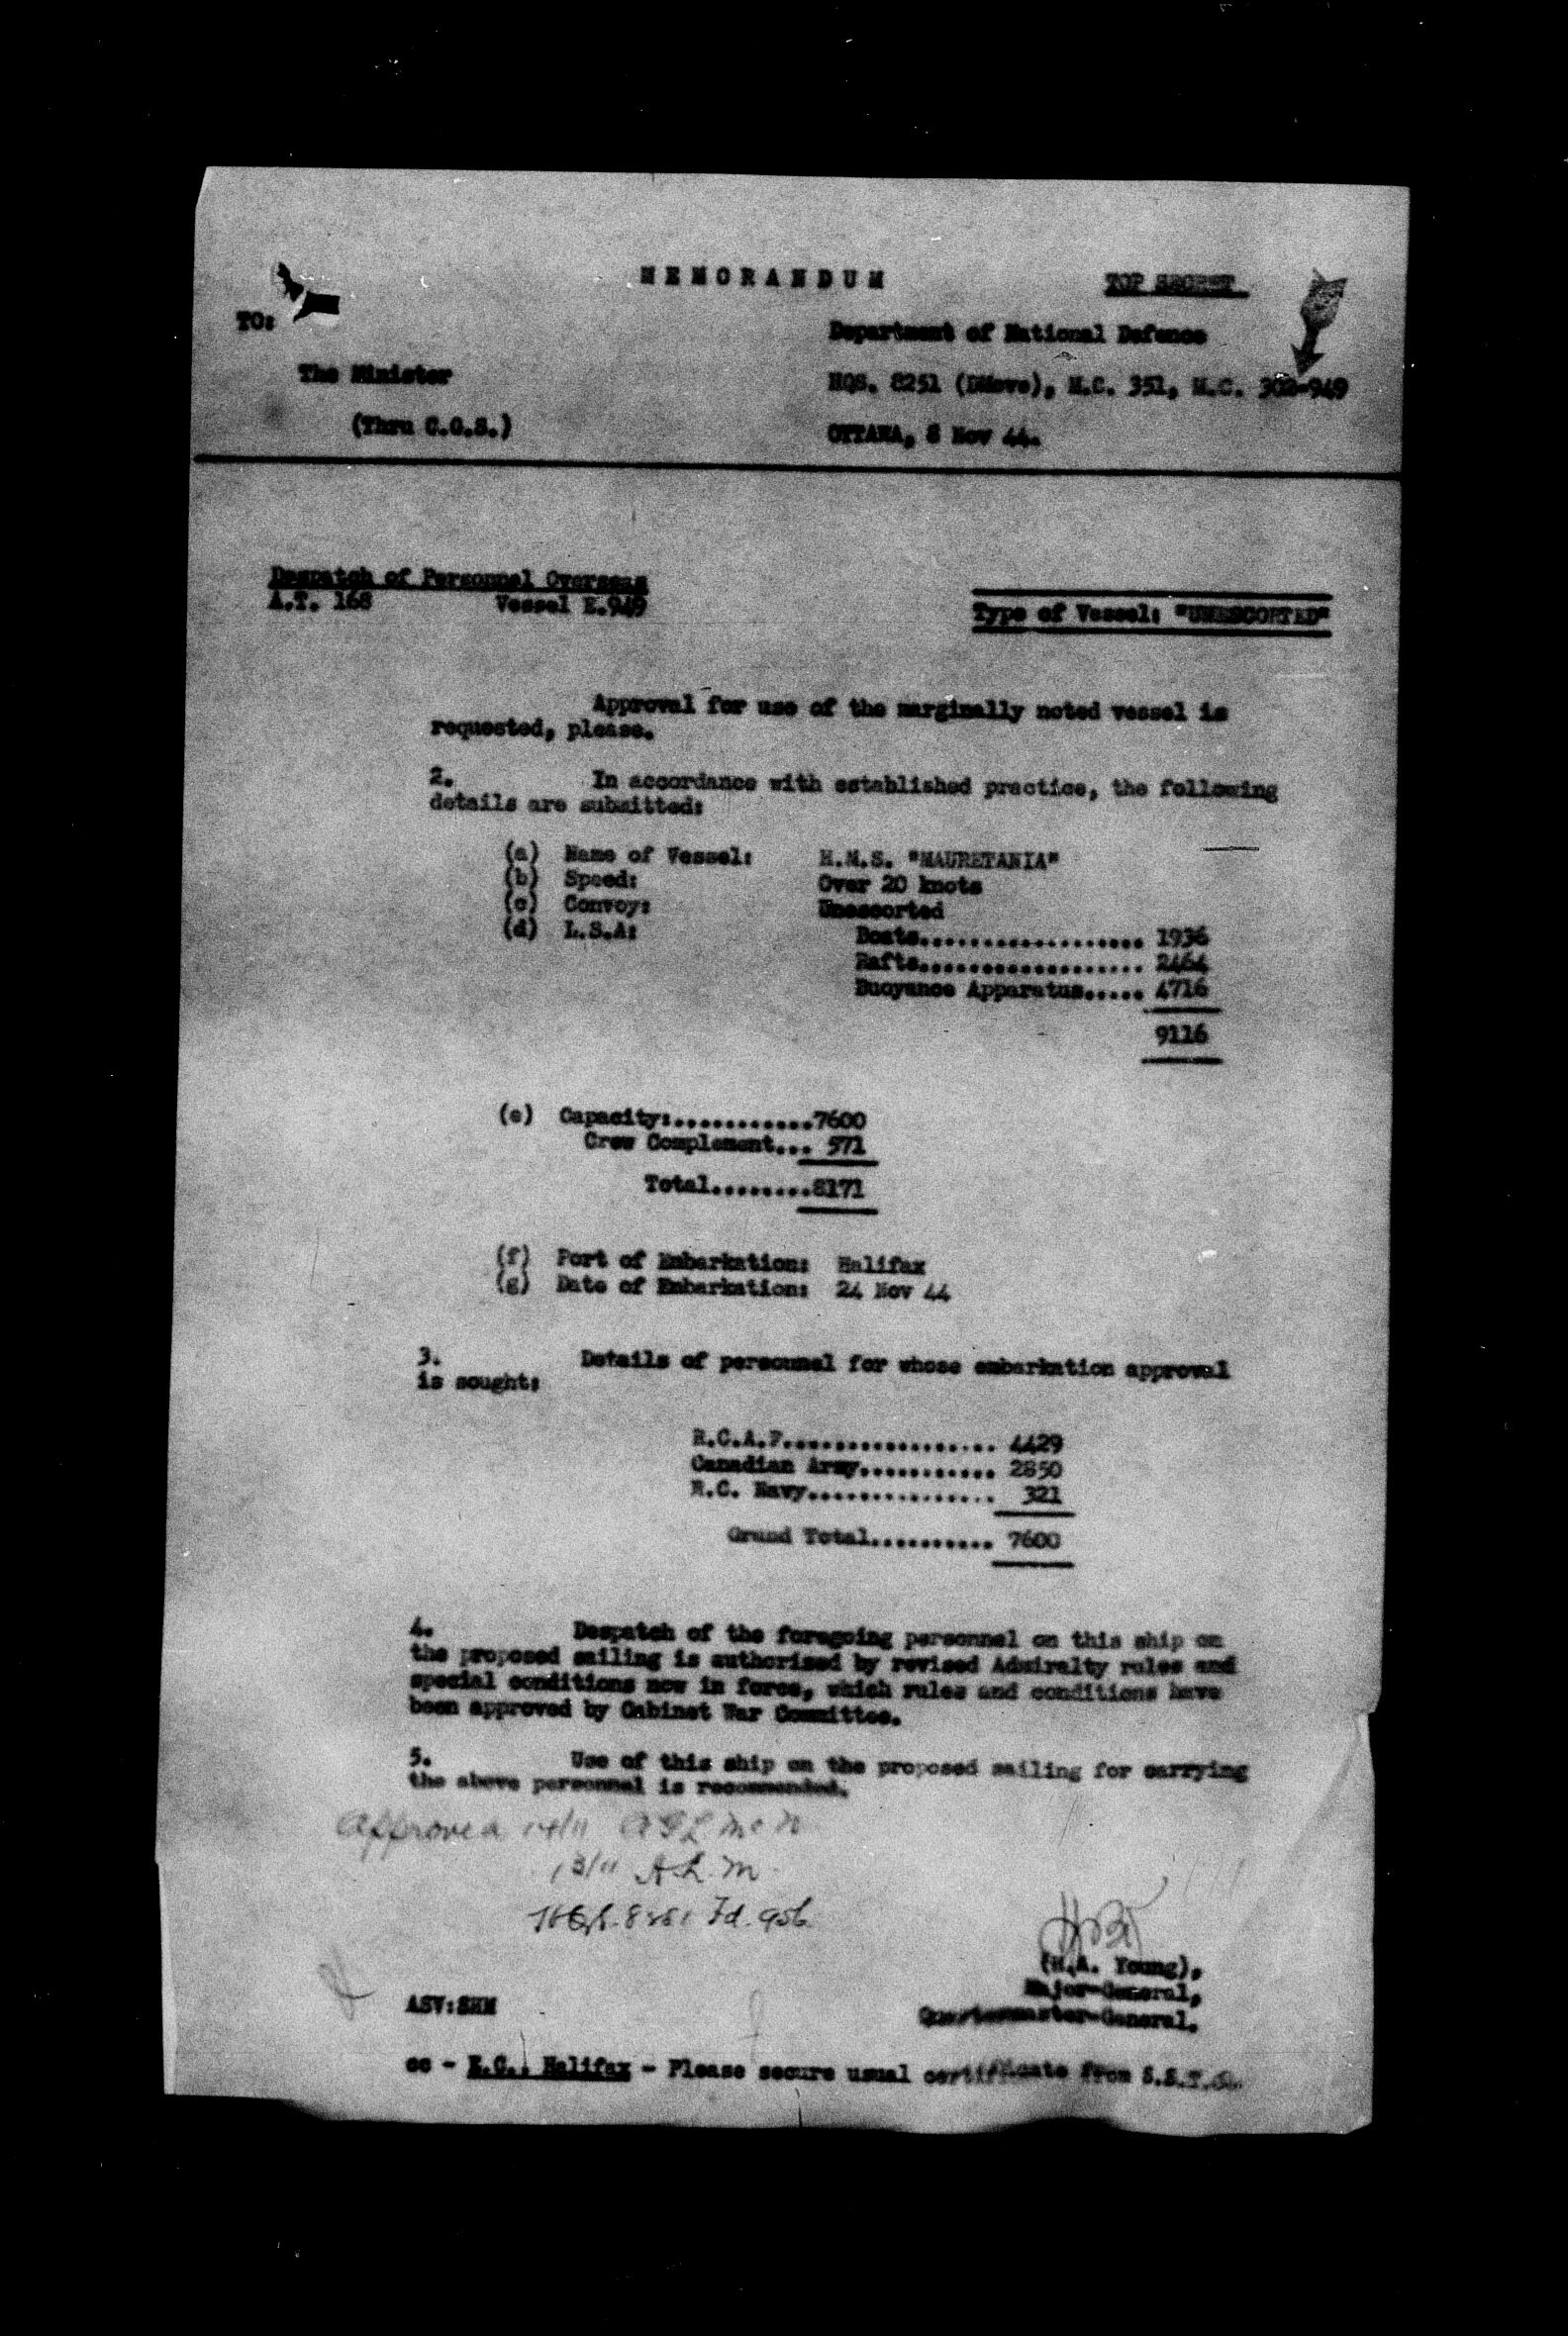 MEMORANDUM
TOP SECRET
TO:
Department of National Defence
The Minister
HQS. 8251 (DMove), M.C. 351, M.C. 302-949
(Thru C.G.S.)
OTTAWA, 8 Nov 44.
Despatch of Personnel Overseas
A.T. 168 Vessel E.949
Type of Vessel: "UNESCORTED"
Approval for use of the marginally noted vessel is
requested, please.
2. In accordance with established practice, the following
details are submitted:
(a) Name of Vessel: H.M.S. "MAURETANIA"
(b) Speed: Over 20 knots
(c) Convoy: Unescorted
(d) L.S.A: Boats................... 1936
Rafts................... 2464
Buoyance Apparatus..... 4716
9116
(e) Capacity:............7600
Crew Complement... 571
Total........8171
(f) Port of Embarkation: Halifax
(g) Date of Embarkation: 24 Nov 44
3. Details of personnel for whose embarkation approval
is sought:
R.C.A.F.................. 4429
Canadian Army............ 2850
R.C. Navy................ 321
Grand Total.......... 7600
4. Despatch of the foregoing personnel on this ship on
the proposed sailing is authorized by revised Admiralty rules and
special conditions now in force, which rules and conditions have
been approved by Cabinet War Committee.
5. Use of this ship on the proposed sailing for carrying
the above personnel is recommended.
Approved 14/11 A G L McN
13/11 A.L.M.
(H.A. Young),
Major-General,
Quartermaster-General.
ASV:SHM
cc - E.C., Halifax - Please secure usual certificate from S.S.T.O.